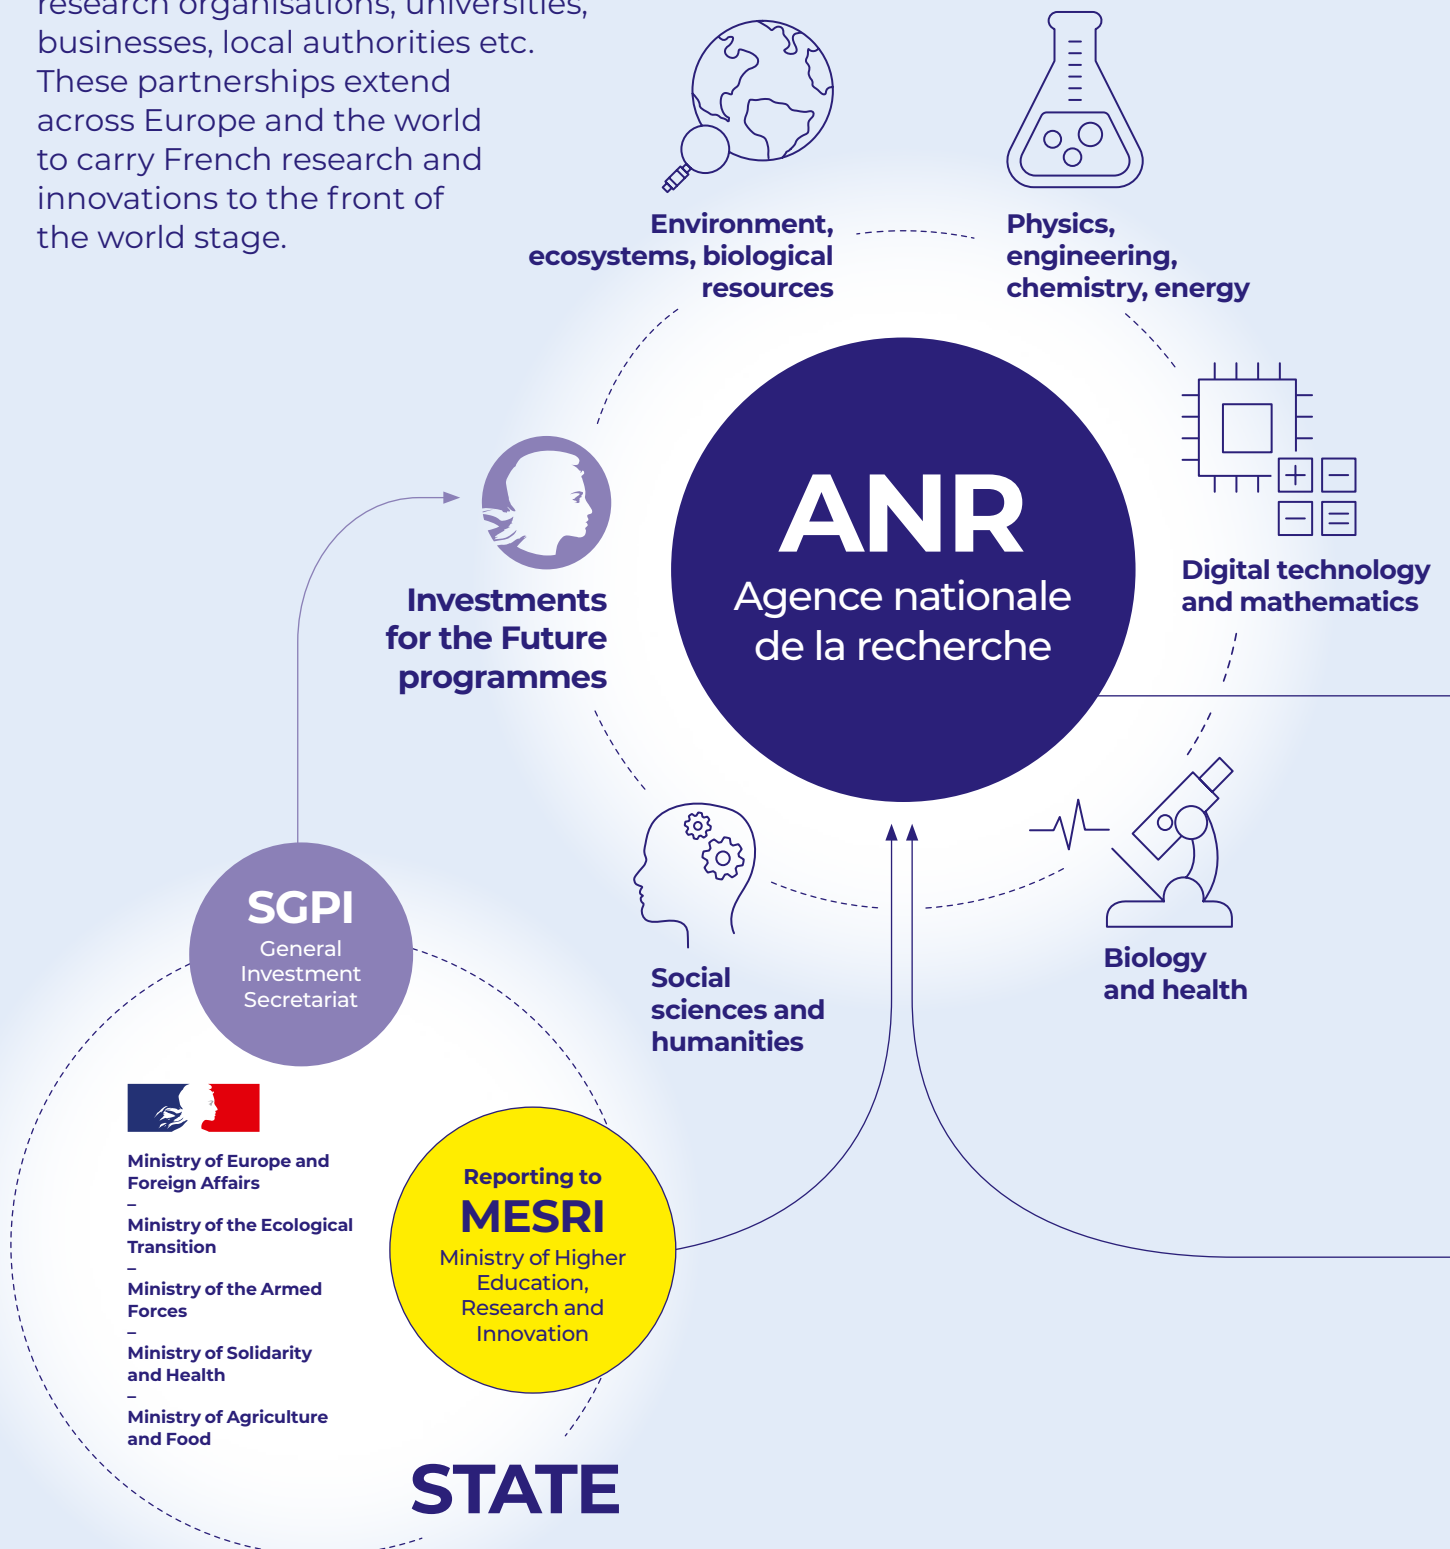 research organisations, universities,
businesses, local authorities etc.
These partnerships extend
across Europe and the world
to carry French research and
innovations to the front of
the world stage.
Environment,
ecosystems, biological
resources
Physics,
engineering,
chemistry, energy
ANR
Agence nationale
de la recherche
Digital technology
and mathematics
Investments
for the Future
programmes
Social
sciences and
humanities
Biology
and health
SGPI
General
Investment
Secretariat
Ministry of Europe and
Foreign Affairs
–
Ministry of the Ecological
Transition
–
Ministry of the Armed
Forces
–
Ministry of Solidarity
and Health
–
Ministry of Agriculture
and Food
Reporting to
MESRI
Ministry of Higher
Education,
Research and
Innovation
STATE